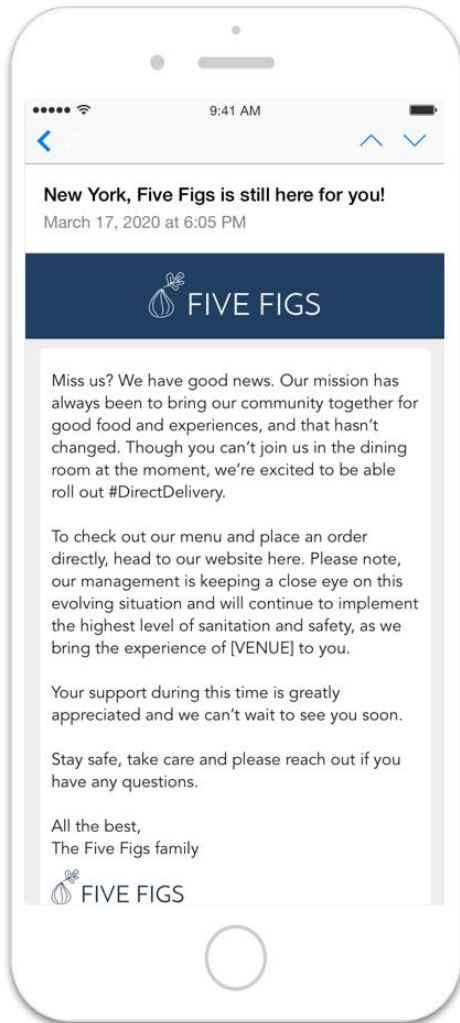 9:41 AM
New York, Five Figs is still here for you!
March 17, 2020 at 6:05 PM
FIVE FIGS
Miss us? We have good news. Our mission has
always been to bring our community together for
good food and experiences, and that hasn't
changed. Though you can't join us in the dining
room at the moment, we're excited to be able
roll out #DirectDelivery.
To check out our menu and place an order
directly, head to our website here. Please note,
our management is keeping a close eye on this
evolving situation and will continue to implement
the highest level of sanitation and safety, as we
bring the experience of [VENUE] to you.
Your support during this time is greatly
appreciated and we can't wait to see you soon.
Stay safe, take care and please reach out if you
have any questions.
All the best,
The Five Figs family
FIVE FIGS